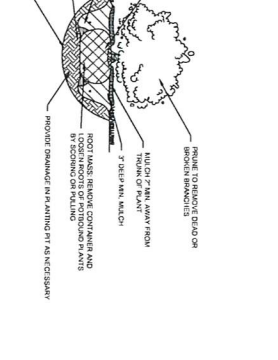 PRUNE TO REMOVE DEAD OR
BROKEN BRANCHES
MULCH 2" MIN. AWAY FROM
TRUNK OF PLANT
3" DEEP MIN. MULCH
ROOT MASS: REMOVE CONTAINER AND
LOOSEN ROOTS OF POTBOUND PLANTS
BY SCORING OR PULLING
PROVIDE DRAINAGE IN PLANTING PIT AS NECESSARY